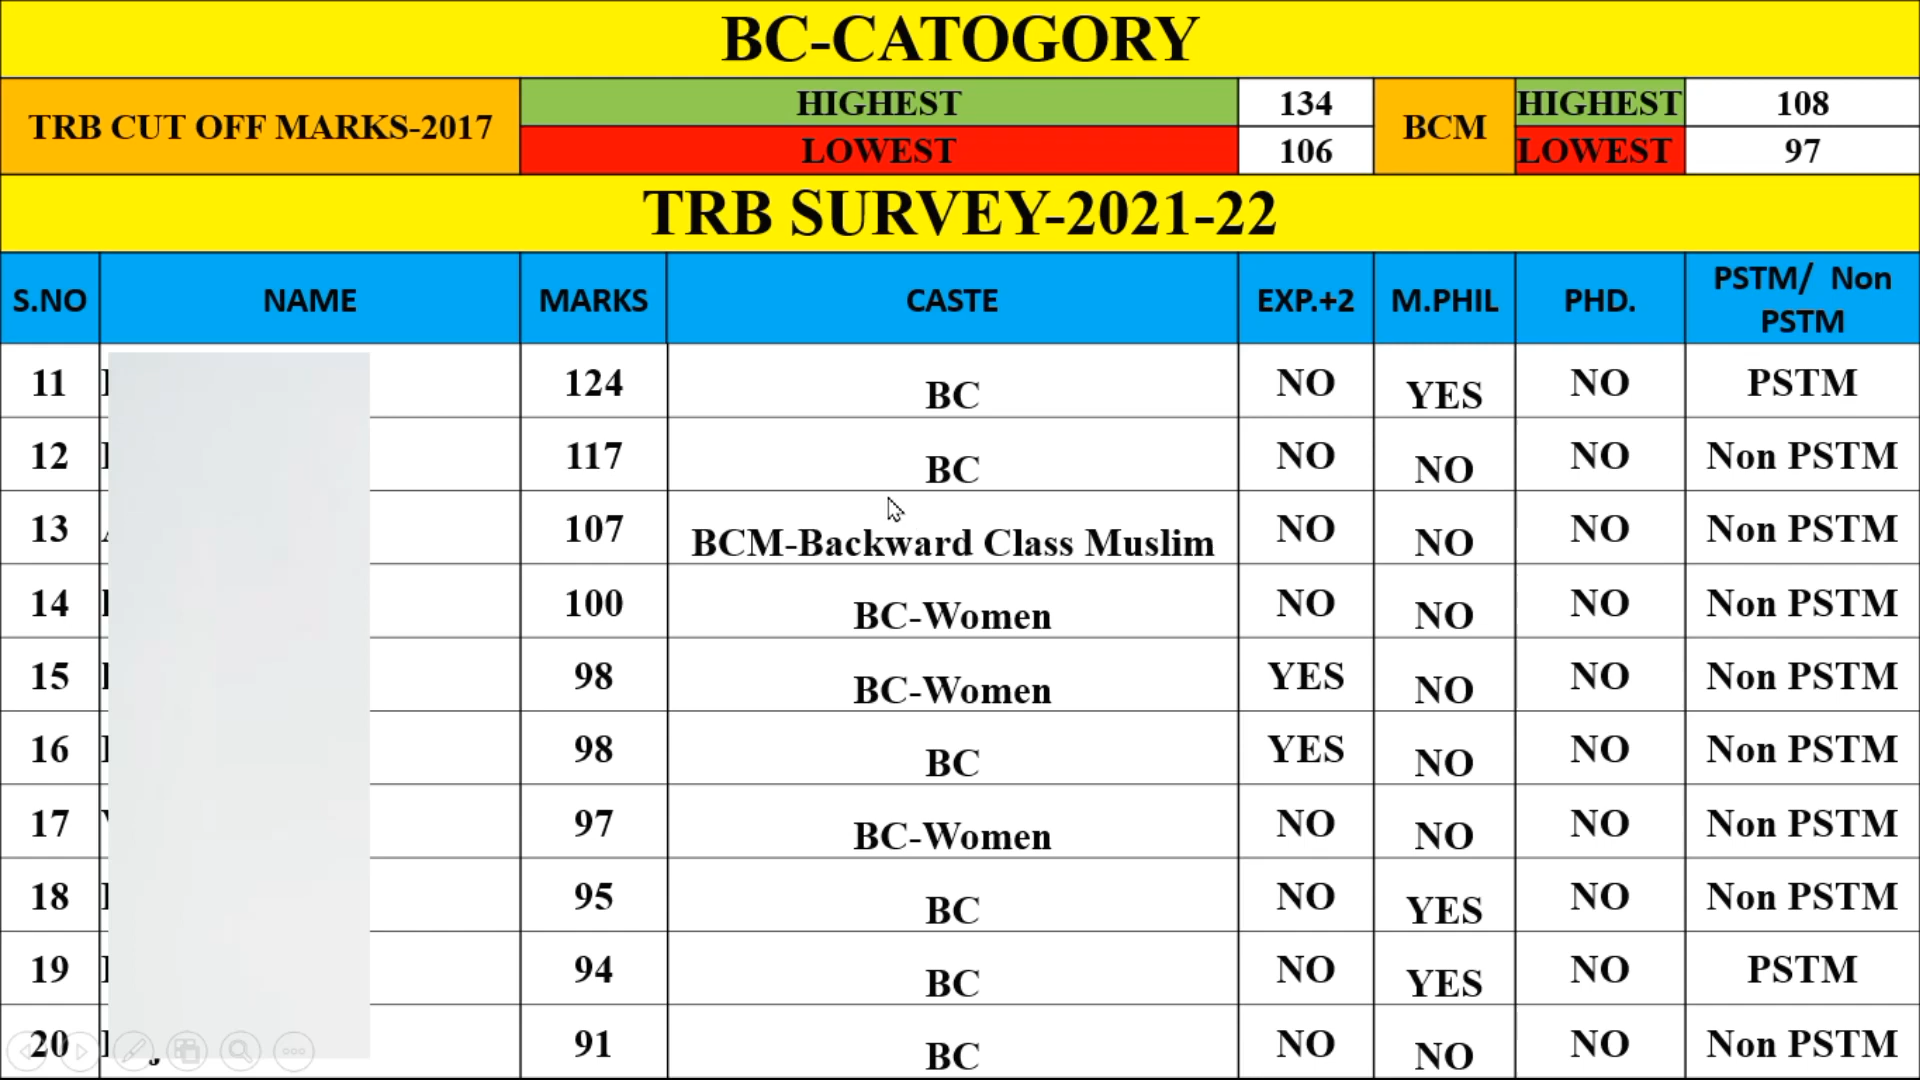 BC-CATOGORY
TRB CUT OFF MARKS-2017 HIGHEST 134 BCM HIGHEST 108
LOWEST 106 LOWEST 97
TRB SURVEY-2021-22
S.NO NAME MARKS CASTE EXP.+2 M.PHIL PHD. PSTM/ Non PSTM
11 124 BC NO YES NO PSTM
12 117 BC NO NO NO Non PSTM
13 107 BCM-Backward Class Muslim NO NO NO Non PSTM
14 100 BC-Women NO NO NO Non PSTM
15 98 BC-Women YES NO NO Non PSTM
16 98 BC YES NO NO Non PSTM
17 97 BC-Women NO NO NO Non PSTM
18 95 BC NO YES NO Non PSTM
19 94 BC NO YES NO PSTM
20 91 BC NO NO NO Non PSTM